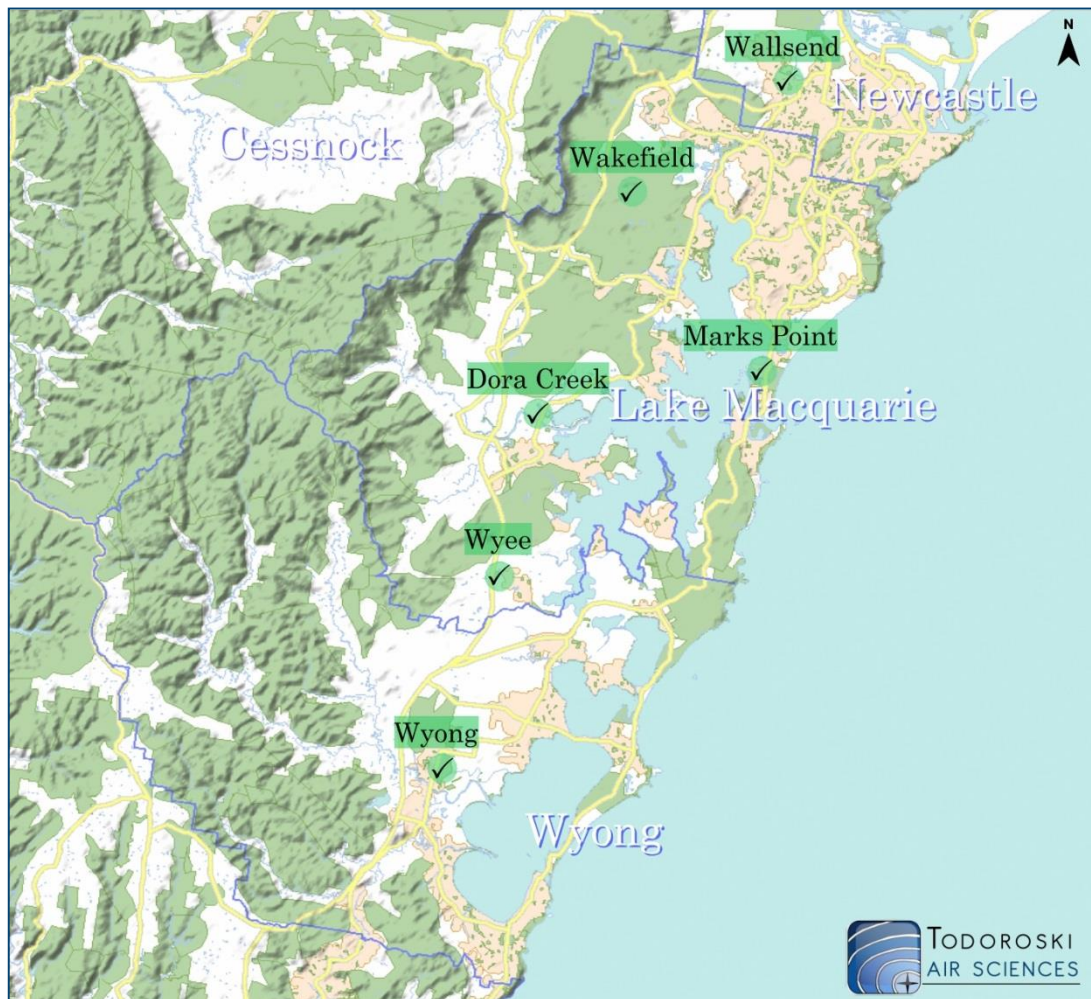 N
Wallsend
Newcastle
Cessnock
Wakefield
Marks Point
Dora Creek
Lake Macquarie
Wyee
Wyong
Wyong
TODOROSKI
AIR SCIENCES